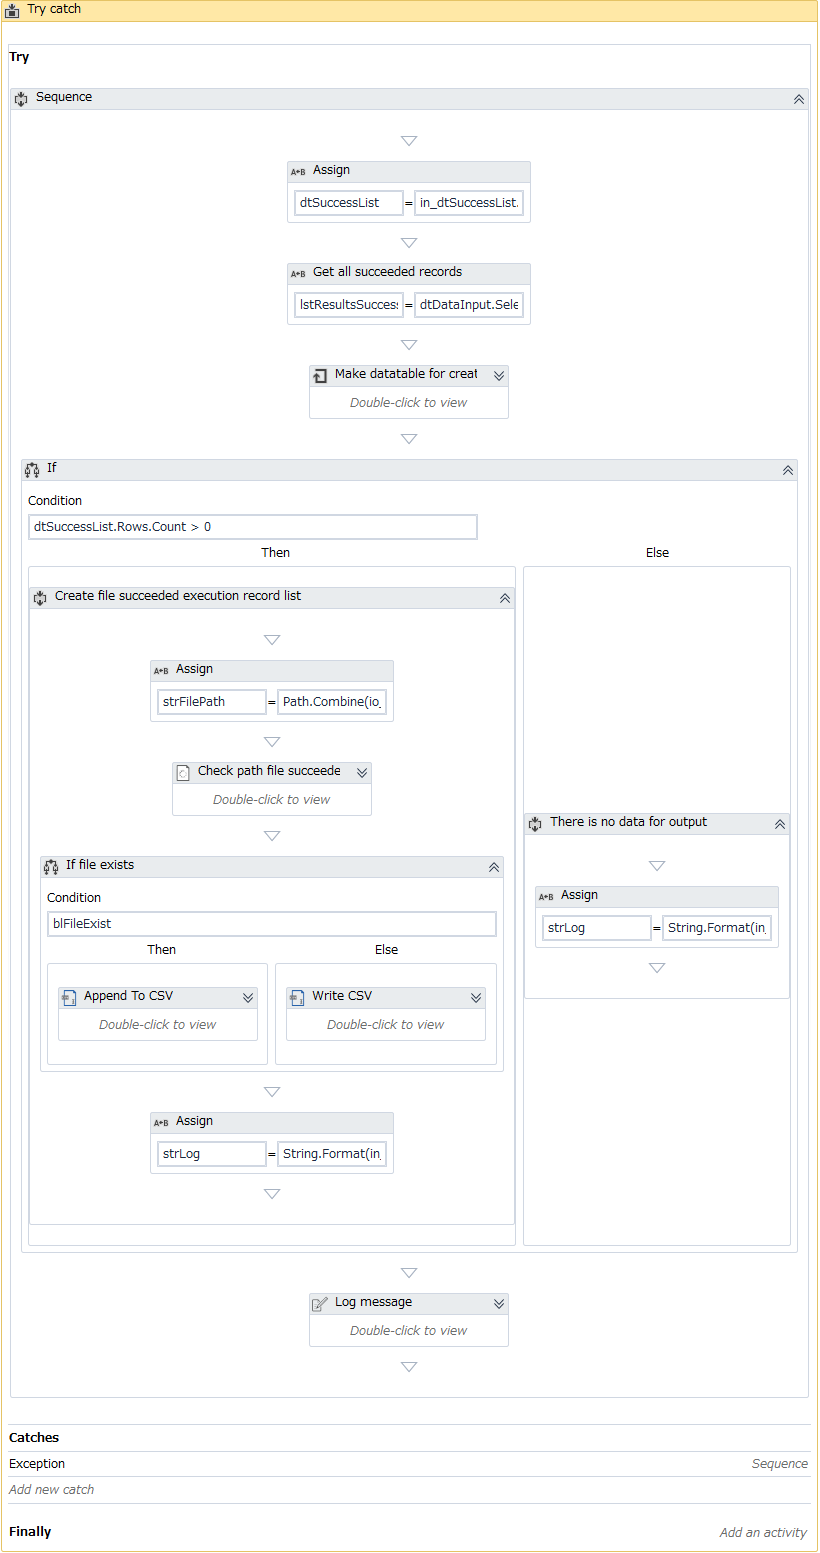 Try catch
Try
Sequence
A+B Assign
dtSuccessList = in_dtSuccessList.
A+B Get all succeeded records
lstResultsSuccess = dtDataInput.Sele
Make datatable for creat
Double-click to view
If
Condition
dtSuccessList.Rows.Count > 0
Then
Else
Create file succeeded execution record list
A+B Assign
strFilePath = Path.Combine(io_
Check path file succeede
Double-click to view
If file exists
Condition
blFileExist
Then
Else
Append To CSV
Double-click to view
Write CSV
Double-click to view
A+B Assign
strLog = String.Format(in_
There is no data for output
A+B Assign
strLog = String.Format(in_
Log message
Double-click to view
Catches
Exception Sequence
Add new catch
Finally Add an activity